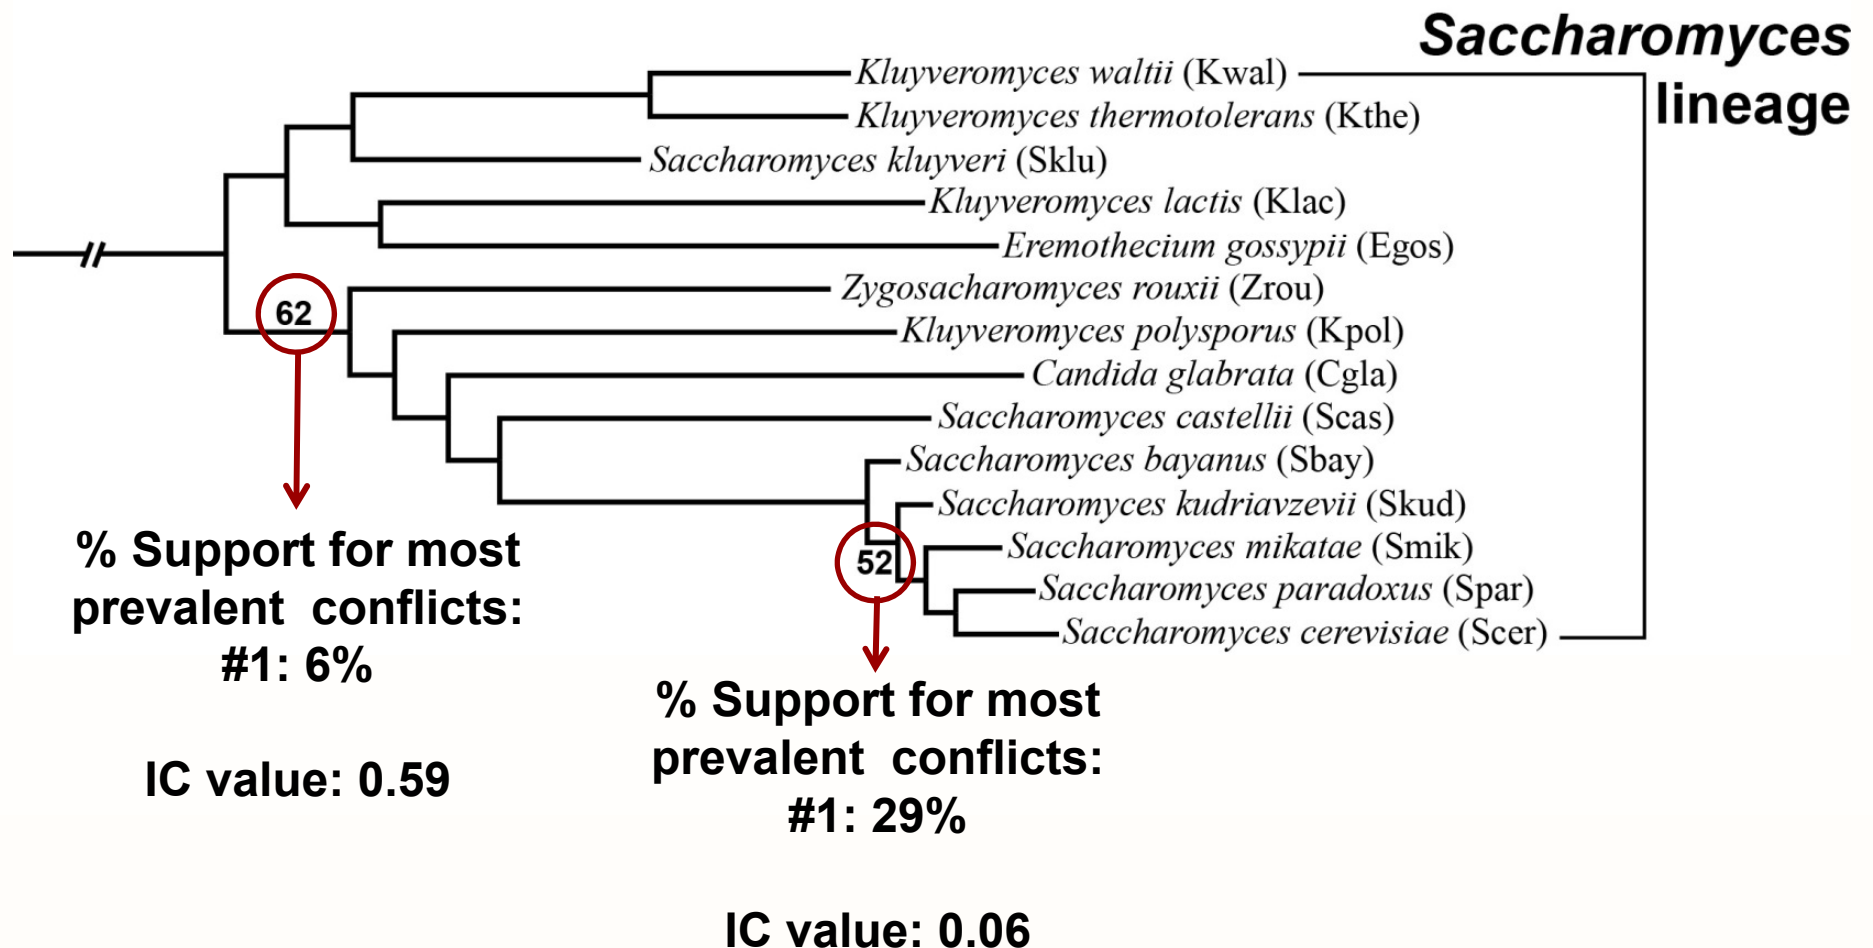 Saccharomyces
lineage
Kluyveromyces waltii (Kwal)
Kluyveromyces thermotolerans (Kthe)
Saccharomyces kluyveri (Sklu)
Kluyveromyces lactis (Klac)
Eremothecium gossypii (Egos)
Zygosacharomyces rouxii (Zrou)
62
Kluyveromyces polysporus (Kpol)
Candida glabrata (Cgla)
Saccharomyces castellii (Scas)
Saccharomyces bayanus (Sbay)
Saccharomyces kudriavzevii (Skud)
Saccharomyces mikatae (Smik)
52
Saccharomyces paradoxus (Spar)
Saccharomyces cerevisiae (Scer)
% Support for most
prevalent conflicts:
#1: 6%
IC value: 0.59
% Support for most
prevalent conflicts:
#1: 29%
IC value: 0.06